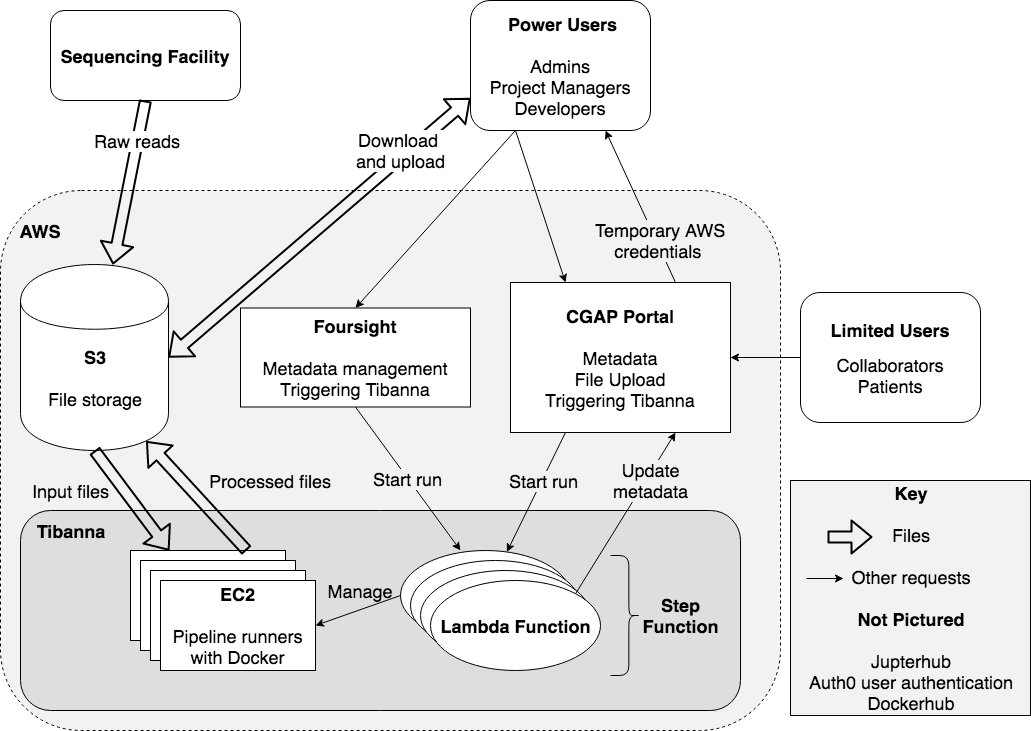 Sequencing Facility
Power Users
Admins
Project Managers
Developers
Raw reads
Download
and upload
AWS
Temporary AWS
credentials
S3
File storage
Foursight
Metadata management
Triggering Tibanna
CGAP Portal
Metadata
File Upload
Triggering Tibanna
Limited Users
Collaborators
Patients
Input files
Processed files
Start run
Start run
Update
metadata
Tibanna
EC2
Pipeline runners
with Docker
Manage
Lambda Function
Step
Function
Key
Files
Other requests
Not Pictured
Jupterhub
Auth0 user authentication
Dockerhub